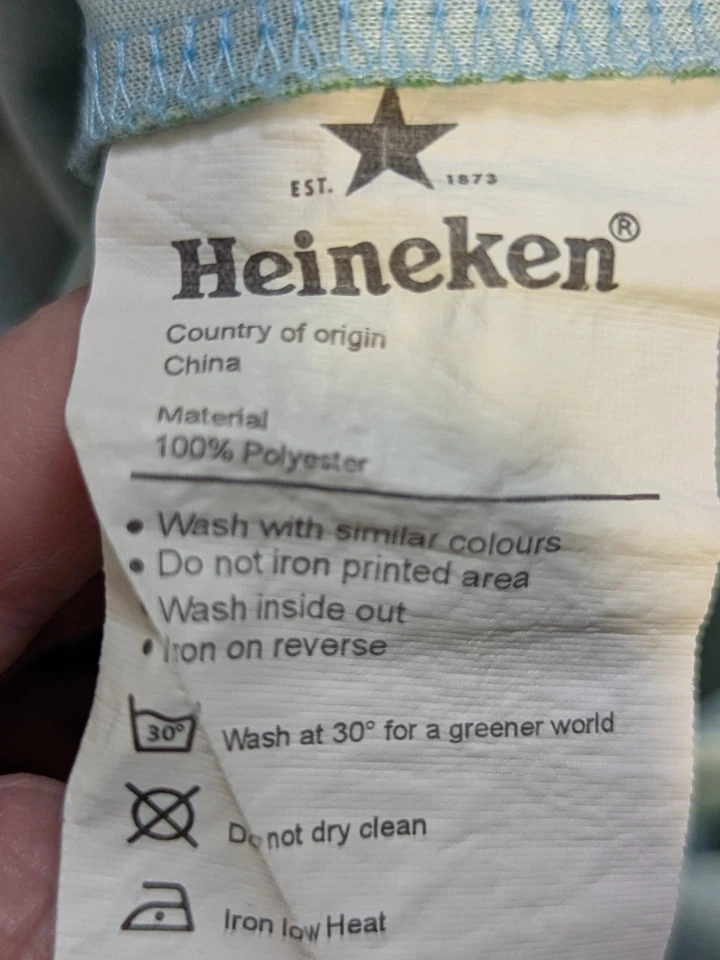 EST. 1873
Heineken®
Country of origin
China
Material
100% Polyester
• Wash with similar colours
• Do not iron printed area
• Wash inside out
• Iron on reverse
30° Wash at 30° for a greener world
Do not dry clean
Iron low Heat